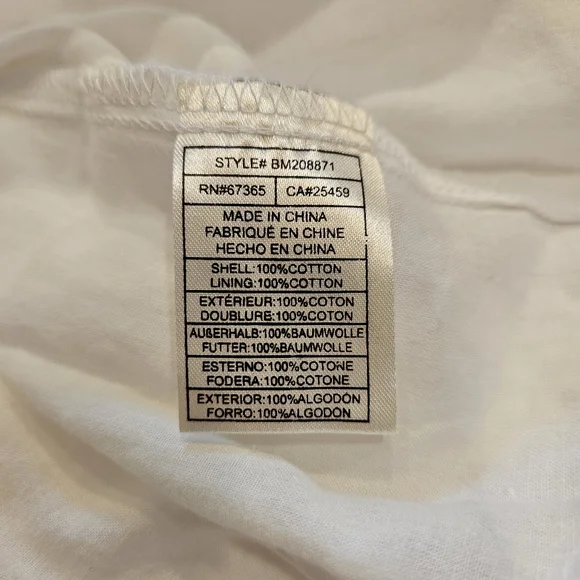 STYLE# BM208871
RN#67365 CA#25459
MADE IN CHINA
FABRIQUÉ EN CHINE
HECHO EN CHINA
SHELL:100%COTTON
LINING:100%COTTON
EXTÉRIEUR:100%COTON
DOUBLURE:100%COTON
AUßERHALB:100%BAUMWOLLE
FUTTER:100%BAUMWOLLE
ESTERNO:100%COTONE
FODERA:100%COTONE
EXTERIOR:100%ALGODÓN
FORRO:100%ALGODÓN